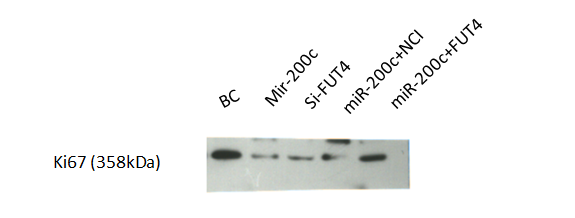 BC
Mir-200c
Si-FUT4
miR-200c+NCI
miR-200c+FUT4
Ki67 (358kDa)